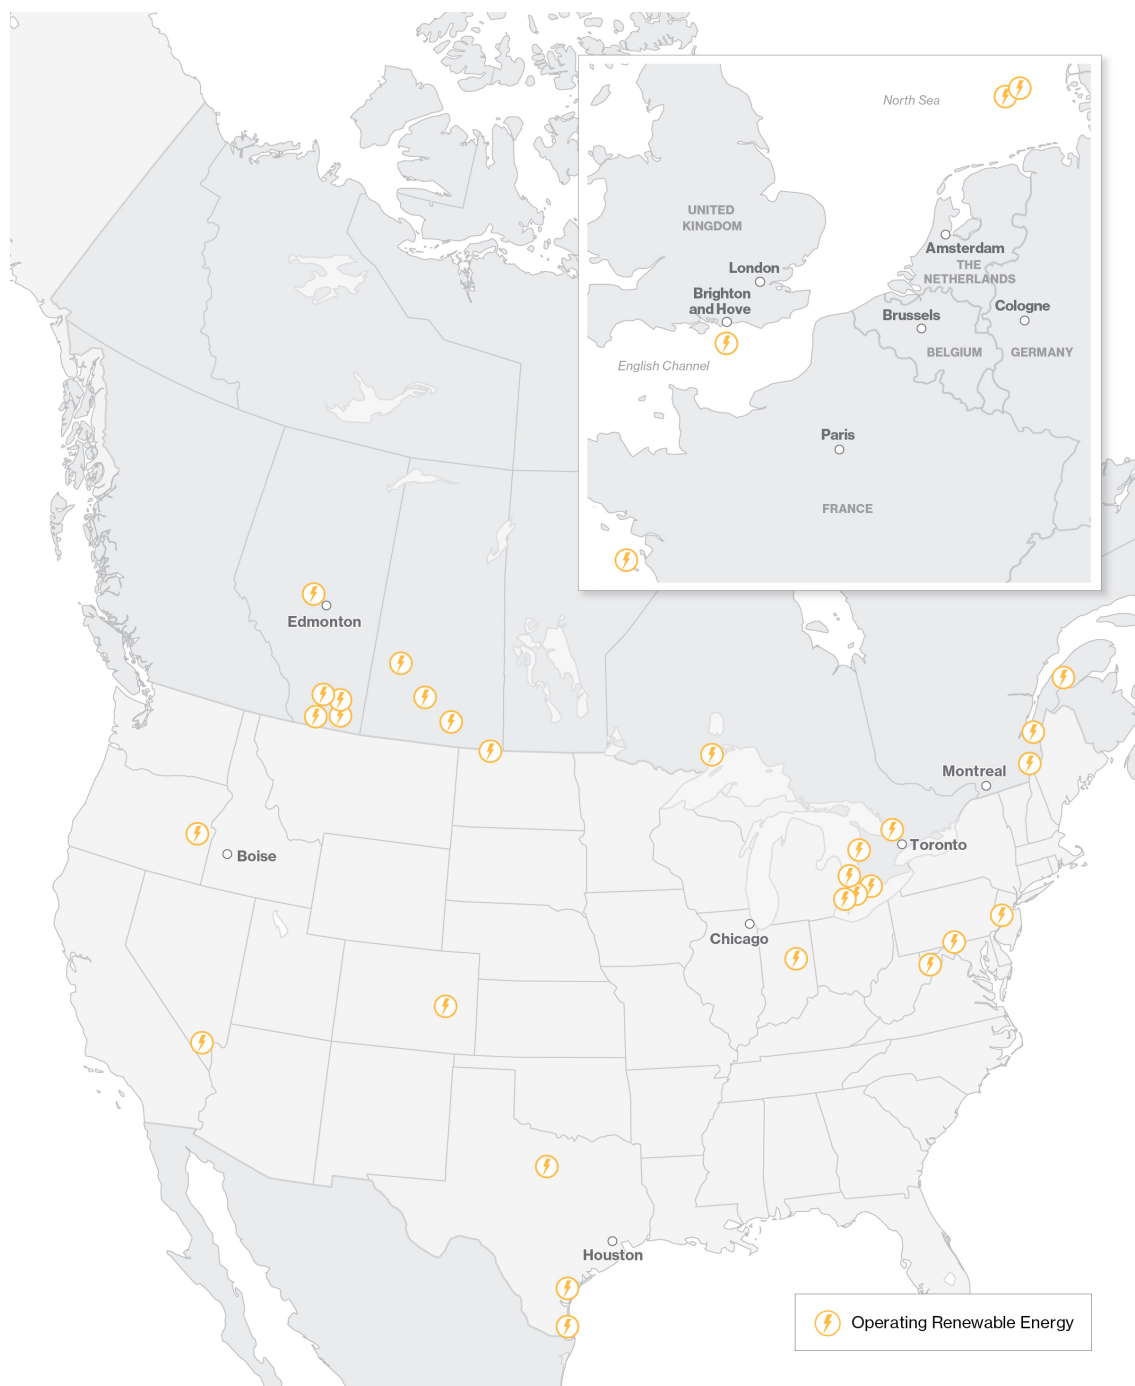 North Sea
UNITED
KINGDOM
Amsterdam
THE
NETHERLANDS
London
Brighton
and Hove
Cologne
Brussels
BELGIUM
GERMANY
English Channel
Paris
FRANCE
Edmonton
Montreal
Toronto
Boise
Chicago
Houston
Operating Renewable Energy